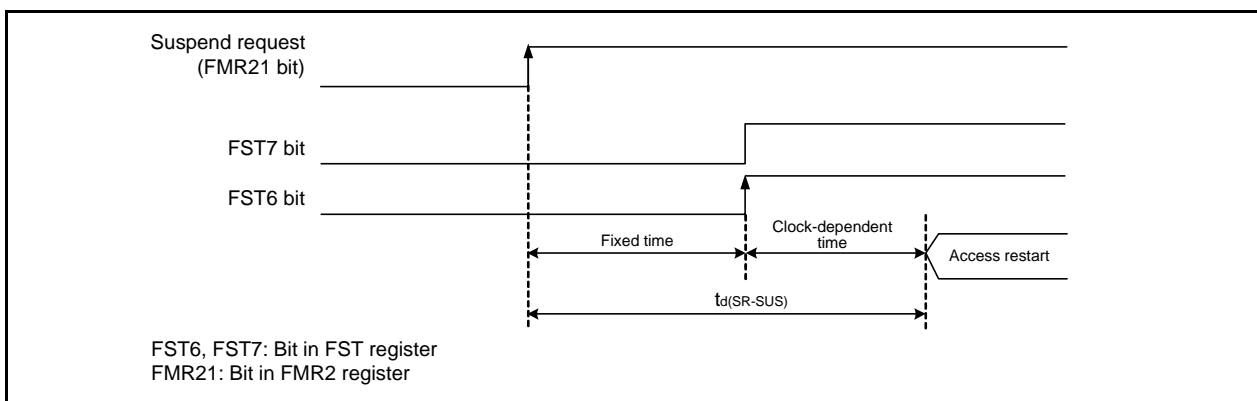 Suspend request
(FMR21 bit)
FST7 bit
FST6 bit
Fixed time
Clock-dependent
time
Access restart
td(SR-SUS)
FST6, FST7: Bit in FST register
FMR21: Bit in FMR2 register